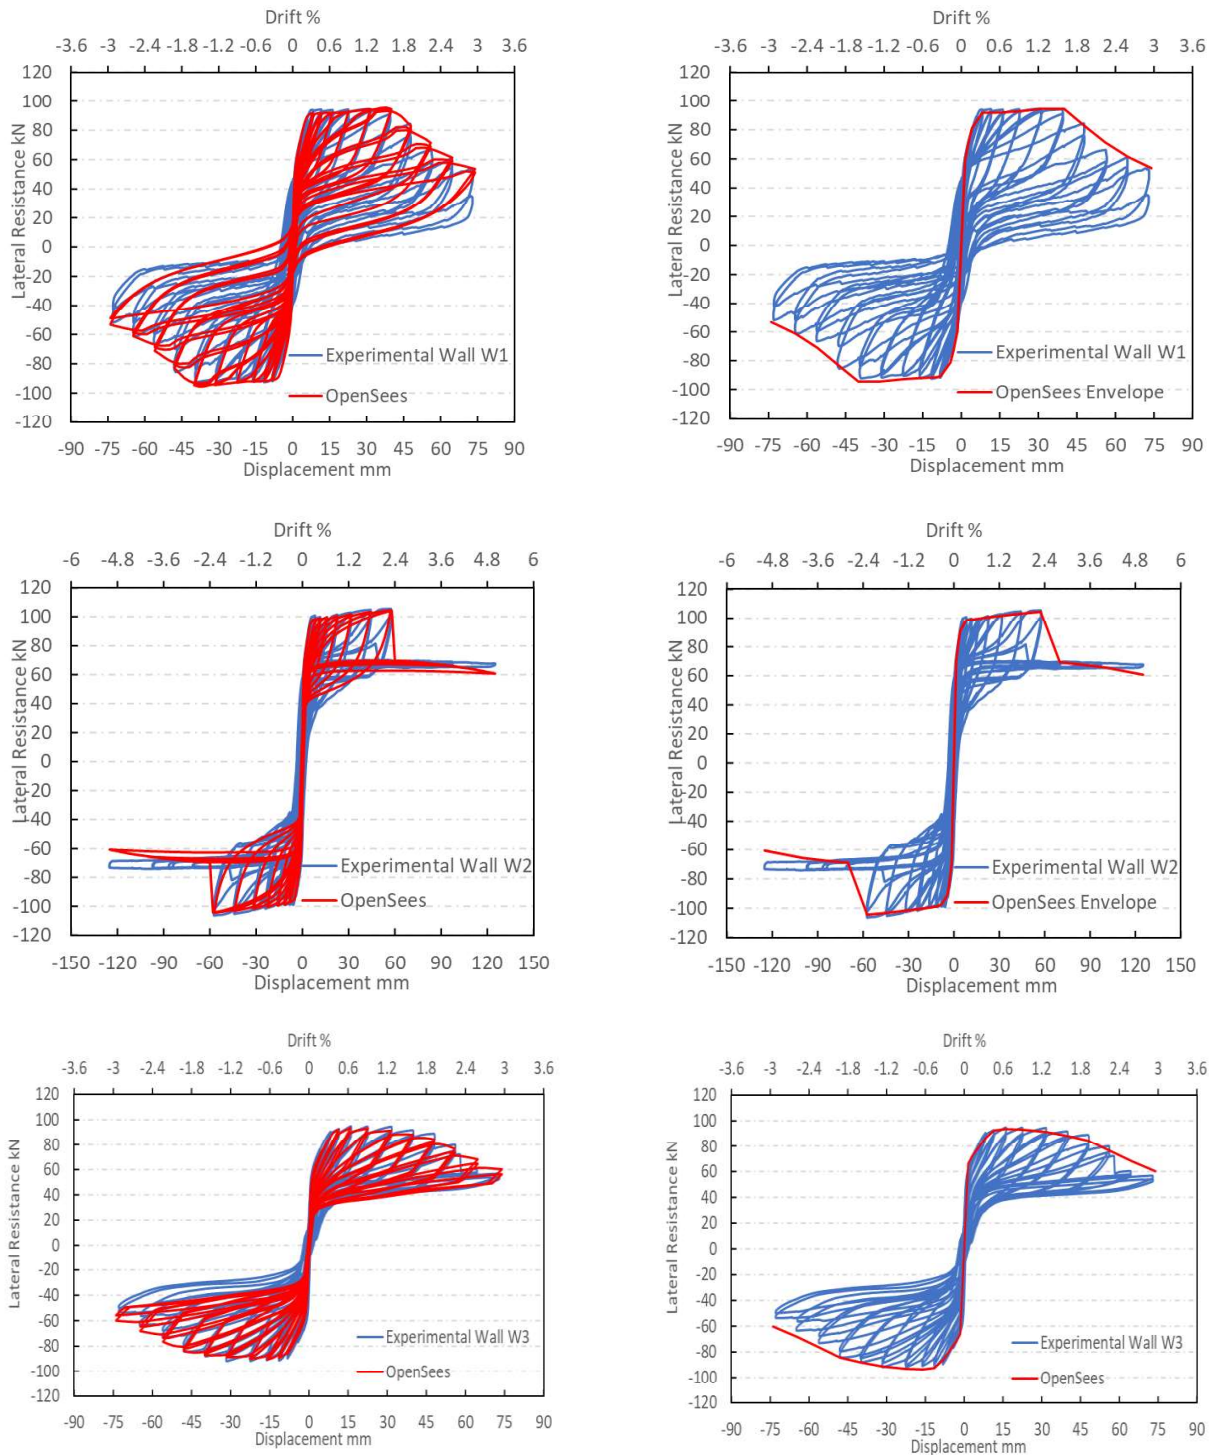 Drift %
-3.6 -3 -2.4 -1.8 -1.2 -0.6 0 0.6 1.2 1.8 2.4 3 3.6
120
100
80
60
40
20
0
-20
-40
-60
-80
-100
-120
Lateral Resistance kN
Experimental Wall W1
OpenSees
-90 -75 -60 -45 -30 -15 0 15 30 45 60 75 90
Displacement mm
Drift %
-3.6 -3 -2.4 -1.8 -1.2 -0.6 0 0.6 1.2 1.8 2.4 3 3.6
120
100
80
60
40
20
0
-20
-40
-60
-80
-100
-120
Lateral Resistance kN
Experimental Wall W1
OpenSees Envelope
-90 -75 -60 -45 -30 -15 0 15 30 45 60 75 90
Displacement mm
Drift %
-6 -4.8 -3.6 -2.4 -1.2 0 1.2 2.4 3.6 4.8 6
120
100
80
60
40
20
0
-20
-40
-60
-80
-100
-120
Lateral Resistance kN
Experimental Wall W2
OpenSees
-150 -120 -90 -60 -30 0 30 60 90 120 150
Displacement mm
Drift %
-6 -4.8 -3.6 -2.4 -1.2 0 1.2 2.4 3.6 4.8 6
120
100
80
60
40
20
0
-20
-40
-60
-80
-100
-120
Lateral Resistance kN
Experimental Wall W2
OpenSees Envelope
-150 -120 -90 -60 -30 0 30 60 90 120 150
Displacement mm
Drift %
-3.6 -3 -2.4 -1.8 -1.2 -0.6 0 0.6 1.2 1.8 2.4 3 3.6
120
100
80
60
40
20
0
-20
-40
-60
-80
-100
-120
Lateral Resistance kN
Experimental Wall W3
OpenSees
-90 -75 -60 -45 -30 -15 0 15 30 45 60 75 90
Displacement mm
Drift %
-3.6 -3 -2.4 -1.8 -1.2 -0.6 0 0.6 1.2 1.8 2.4 3 3.6
120
100
80
60
40
20
0
-20
-40
-60
-80
-100
-120
Lateral Resistance kN
Experimental Wall W3
OpenSees
-90 -75 -60 -45 -30 -15 0 15 30 45 60 75 90
Displacement mm